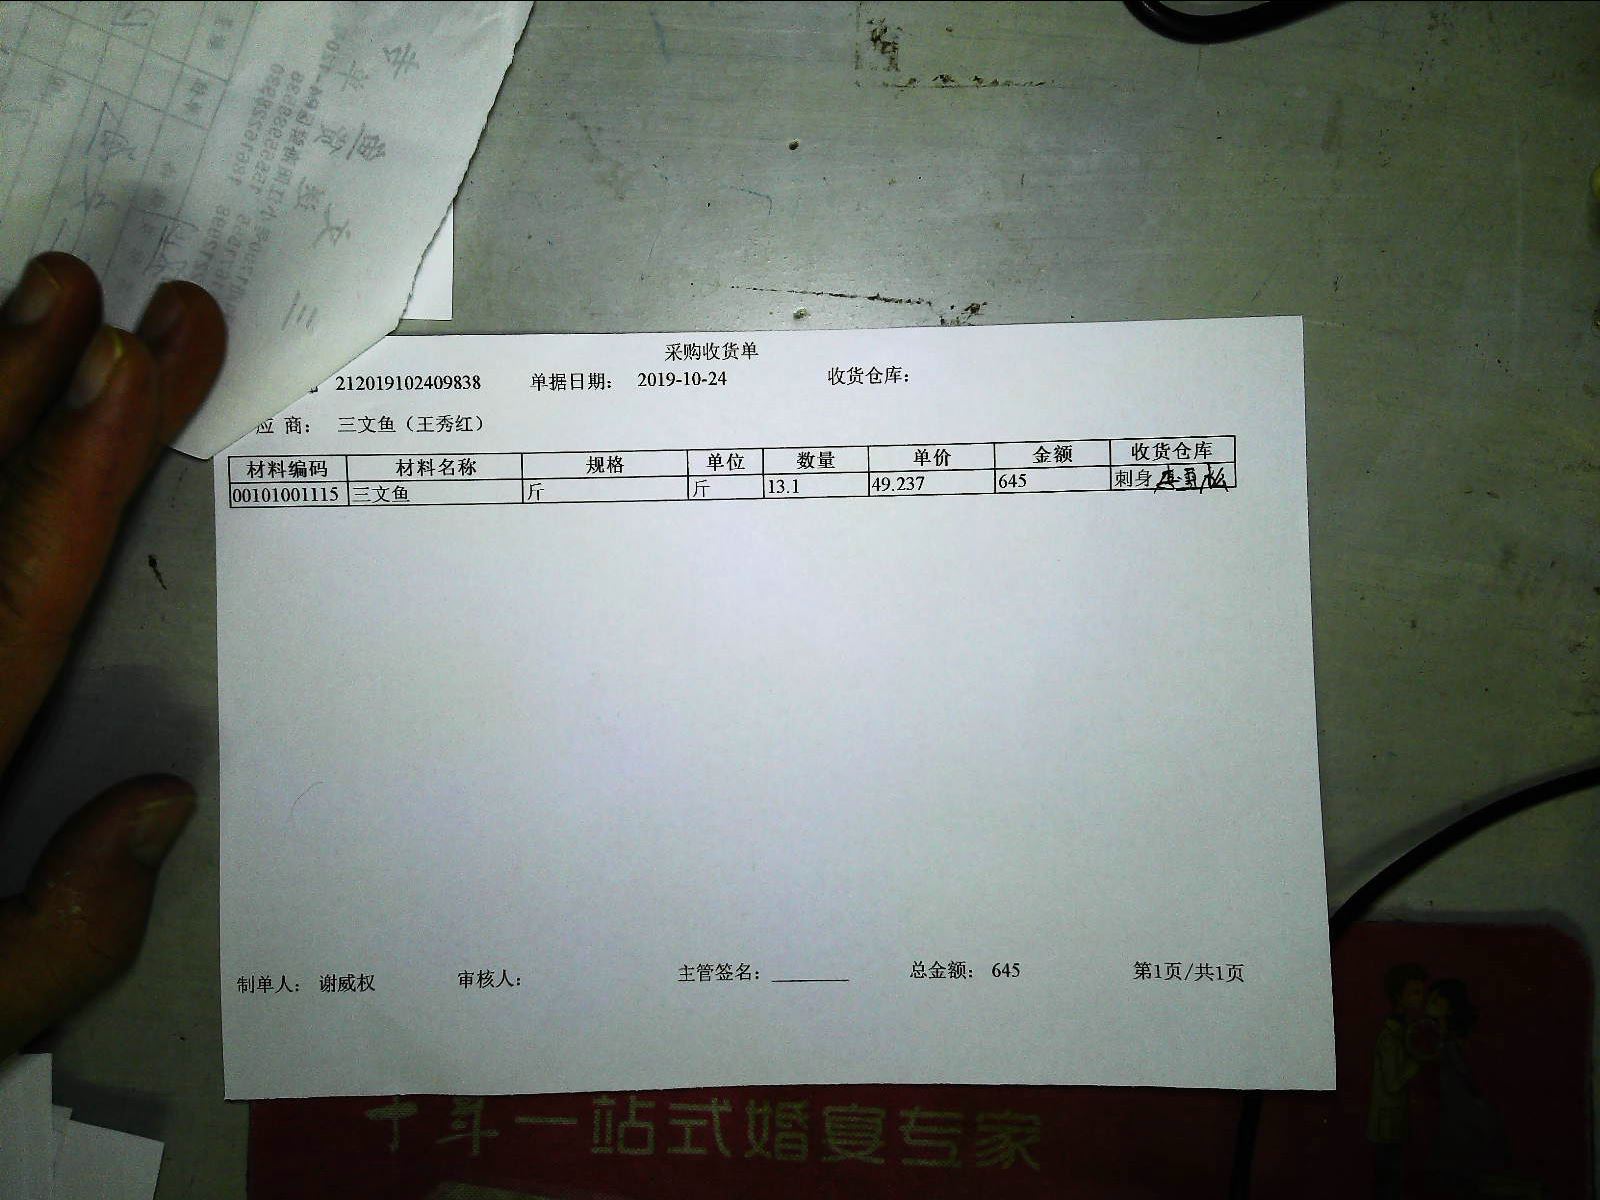 采购收货单
212019102409838 单据日期： 2019-10-24 收货仓库：
应 商： 三文鱼（王秀红）
材料编码 材料名称 规格 单位 数量 单价 金额 收货仓库
00101001115 三文鱼 斤 斤 13.1 49.237 645 刺身
制单人： 谢威权 审核人： 主管签名： 总金额： 645 第1页/共1页
十年一站式婚宴专家